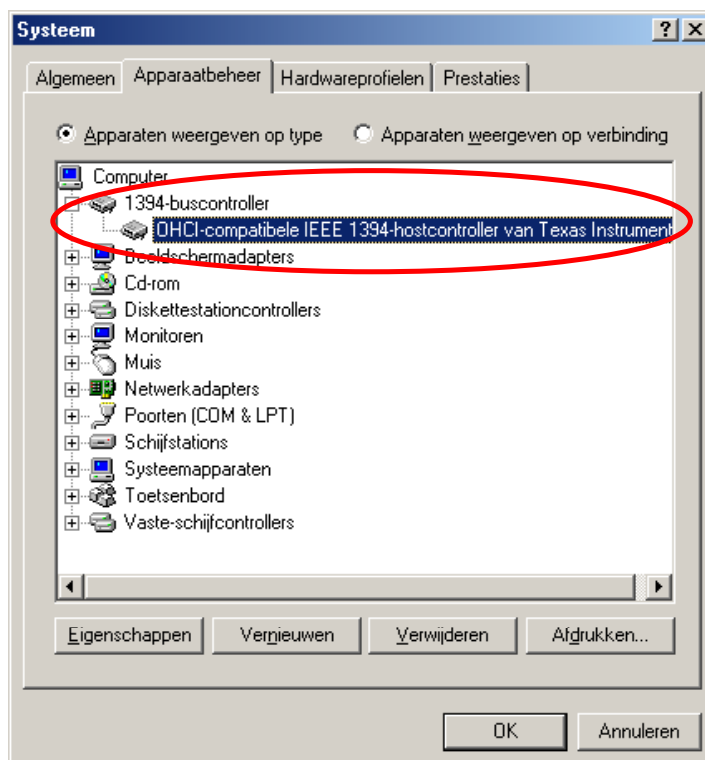 Systeem
Algemeen Apparaatbeheer Hardwareprofielen Prestaties
Apparaten weergeven op type Apparaten weergeven op verbinding
Computer
1394-buscontroller
OHCI-compatibele IEEE 1394-hostcontroller van Texas Instrument
Beeldschermadapters
Cd-rom
Diskettestationcontrollers
Monitoren
Muis
Netwerkadapters
Poorten (COM & LPT)
Schijfstations
Systeemapparaten
Toetsenbord
Vaste-schijfcontrollers
Eigenschappen Vernieuwen Verwijderen Afdrukken...
OK Annuleren